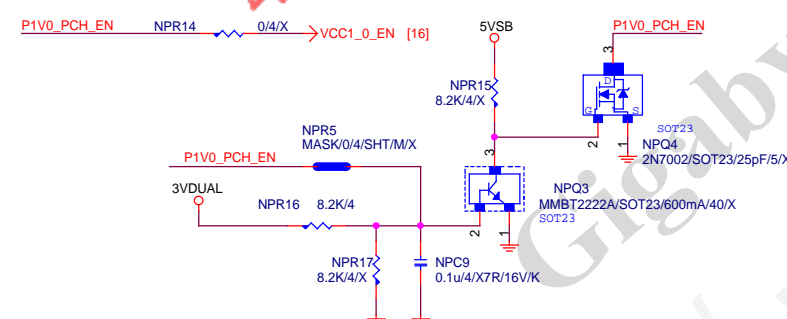 P1V0_PCH_EN NPR14 0/4/X VCC1_0_EN [16]
5VSB
P1V0_PCH_EN
3
D
G S
NPR15
8.2K/4/X
SOT23
NPQ4
2N7002/SOT23/25pF/5/X
2 1
NPR5
MASK/0/4/SHT/M/X
P1V0_PCH_EN
3
3VDUAL
NPR16 8.2K/4
NPQ3
MMBT2222A/SOT23/600mA/40/X
SOT23
2 1
NPR17
8.2K/4/X
NPC9
0.1u/4/X7R/16V/K
Gigaby